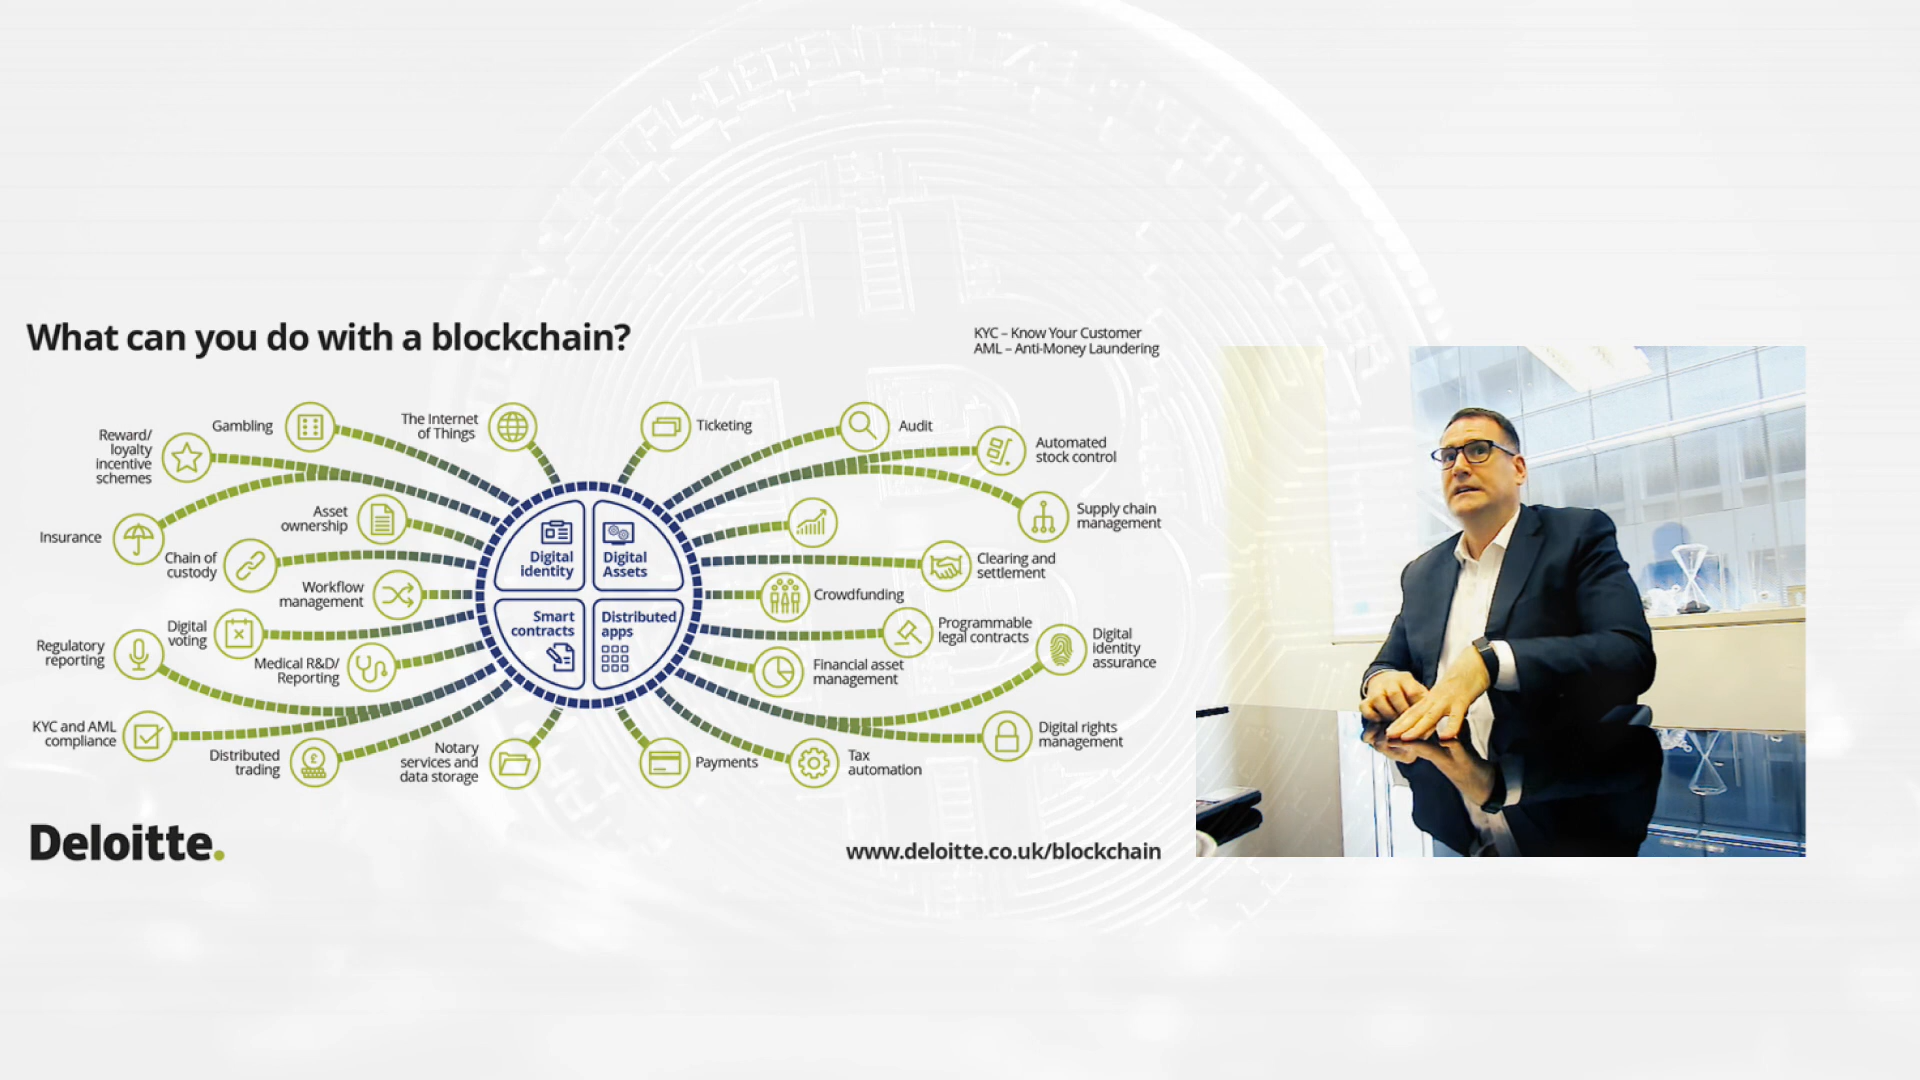 What can you do with a blockchain?
KYC – Know Your Customer
AML – Anti-Money Laundering
Gambling
The Internet
of Things
Ticketing
Audit
Reward/
loyalty
incentive
schemes
Automated
stock control
Asset
ownership
Supply chain
management
Insurance
Chain of
custody
Digital
identity
Digital
Assets
Clearing and
settlement
Workflow
management
Crowdfunding
Smart
contracts
Distributed
apps
Digital
voting
Programmable
legal contracts
Regulatory
reporting
Medical R&D/
Reporting
Financial asset
management
Digital
identity
assurance
KYC and AML
compliance
Distributed
trading
£
Notary
services and
data storage
Payments
Tax
automation
Digital rights
management
Deloitte.
www.deloitte.co.uk/blockchain